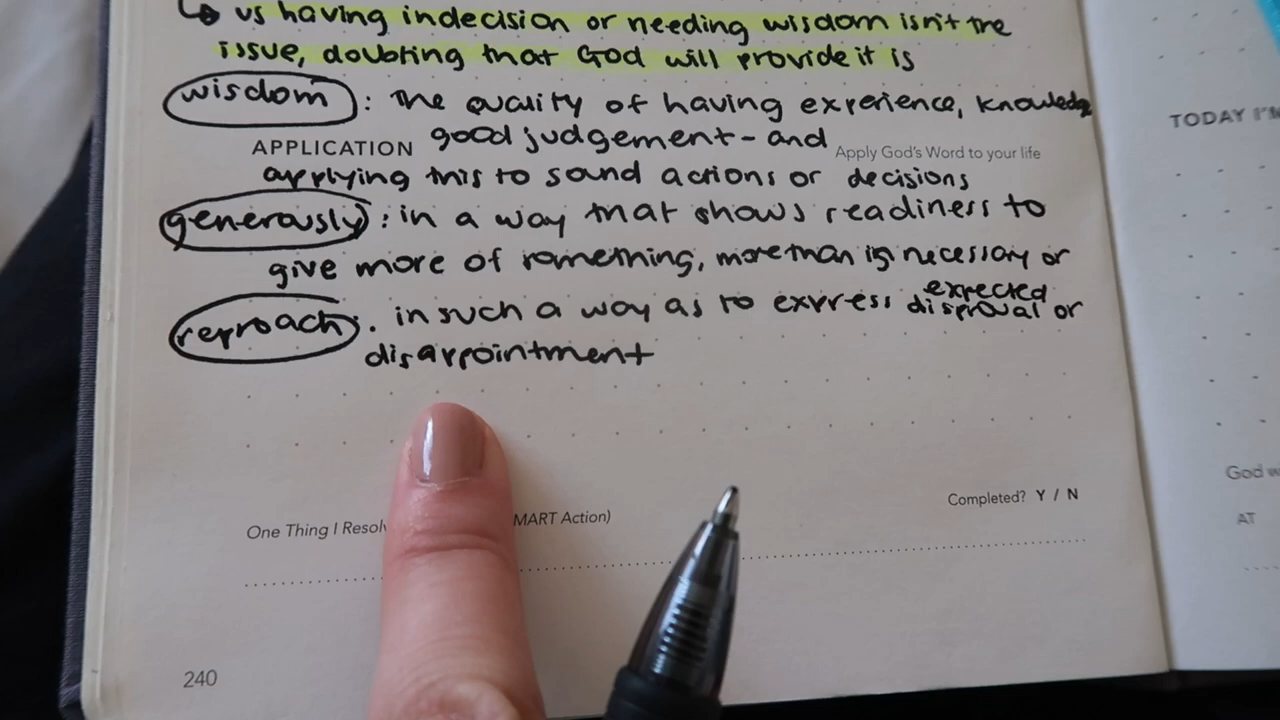 ↳ us having indecision or needing wisdom isn't the
issue, doubting that God will provide it is
wisdom: the quality of having experience, knowledge
good judgement - and
APPLICATION
Apply God's Word to your life
applying this to sound actions or decisions
generously: in a way that shows readiness to
give more of something, more than is necessary or
expected
reproach: in such a way as to express disproval or
disappointment
One Thing I Resolv
MART Action)
Completed? Y / N
240
TODAY I'M
God w
AT